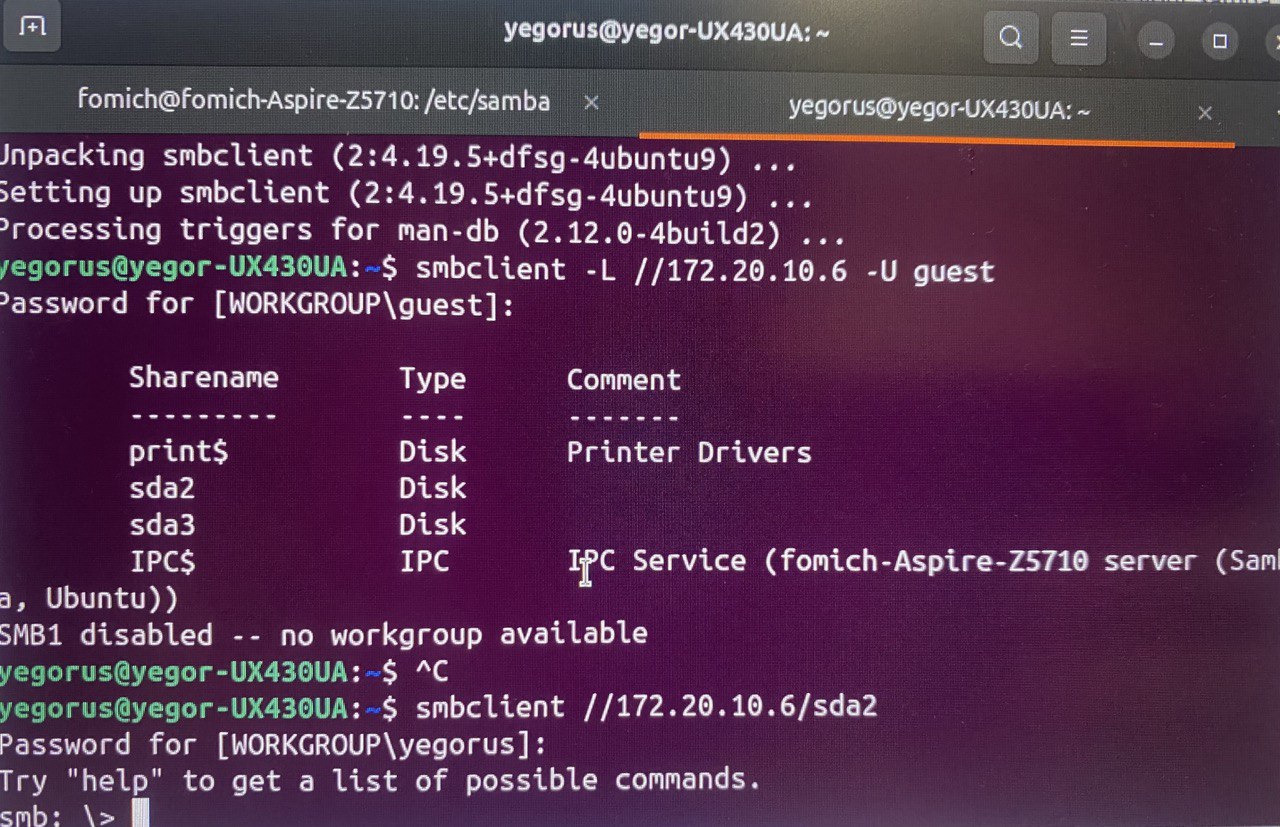 yegorus@yegor-UX430UA: ~
fomich@fomich-Aspire-Z5710: /etc/samba
yegorus@yegor-UX430UA: ~
Unpacking smbclient (2:4.19.5+dfsg-4ubuntu9) ...
Setting up smbclient (2:4.19.5+dfsg-4ubuntu9) ...
Processing triggers for man-db (2.12.0-4build2) ...
yegorus@yegor-UX430UA:~$ smbclient -L //172.20.10.6 -U guest
Password for [WORKGROUP\guest]:
Sharename Type Comment
--------- ---- -------
print$ Disk Printer Drivers
sda2 Disk
sda3 Disk
IPC$ IPC IPC Service (fomich-Aspire-Z5710 server (Samb
a, Ubuntu))
SMB1 disabled -- no workgroup available
yegorus@yegor-UX430UA:~$ ^C
yegorus@yegor-UX430UA:~$ smbclient //172.20.10.6/sda2
Password for [WORKGROUP\yegorus]:
Try "help" to get a list of possible commands.
smb: \>